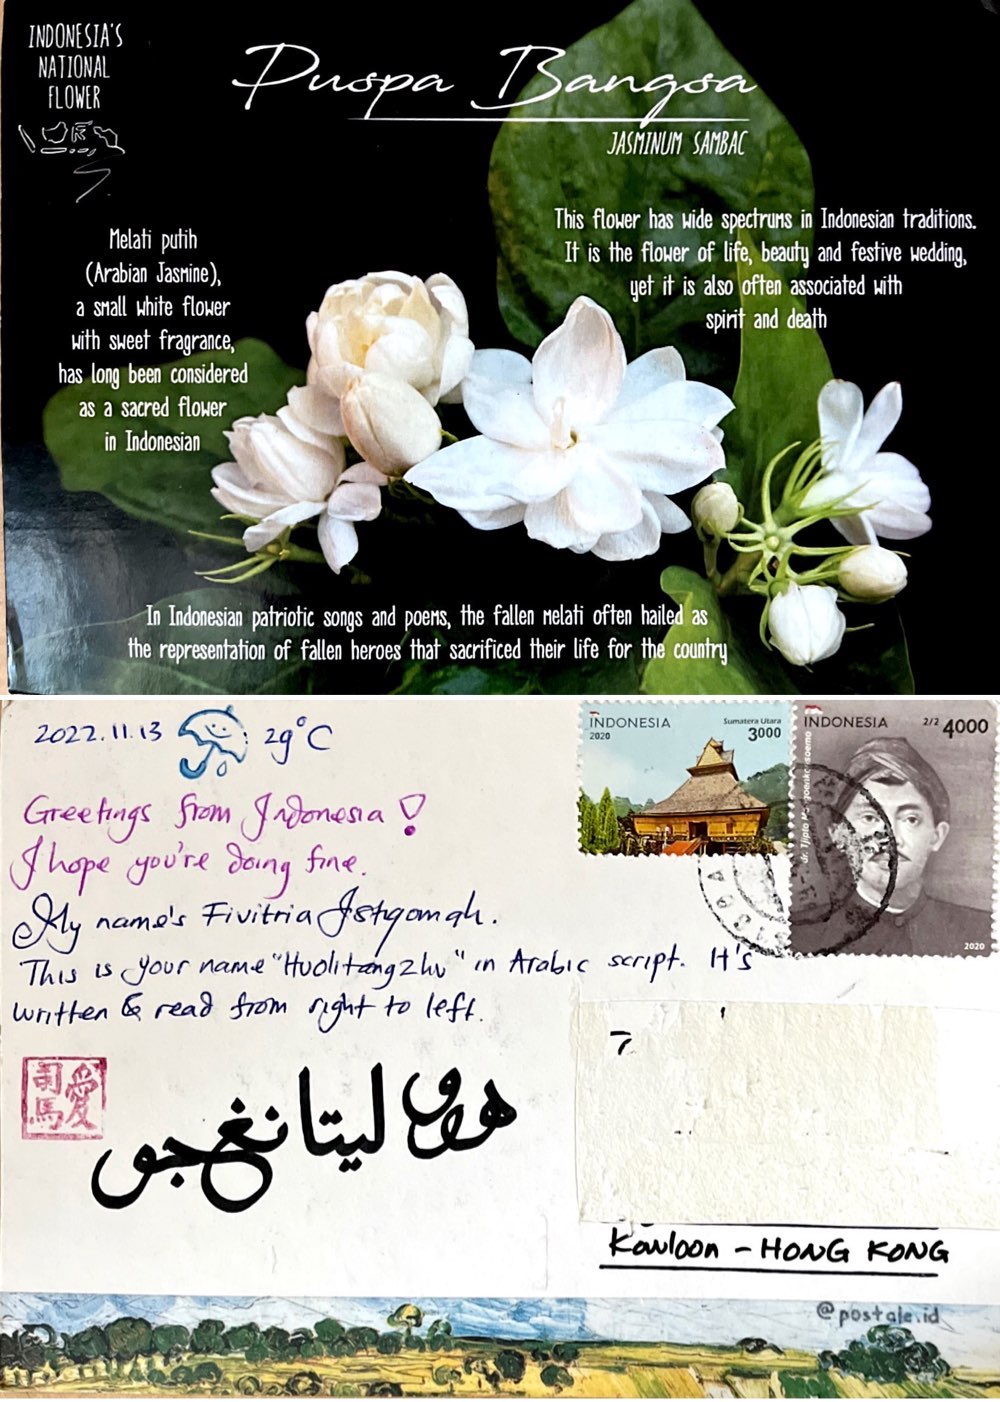 INDONESIA'S
NATIONAL
FLOWER
Puspa Bangsa
JASMINUM SAMBAC
Melati putih
(Arabian Jasmine),
a small white flower
with sweet fragrance,
has long been considered
as a sacred flower
in Indonesian
This flower has wide spectrums in Indonesian traditions.
It is the flower of life, beauty and festive wedding,
yet it is also often associated with
spirit and death
In Indonesian patriotic songs and poems, the fallen melati often hailed as
the representation of fallen heroes that sacrificed their life for the country
2022.11.13 29°C
INDONESIA
2020
Sumatera Utara
3000
INDONESIA
2/2 4000
dr. Tjipto
2020
Greetings from Indonesia!
I hope you're doing fine.
My name's Fivitria Istiqomah.
This is your name "Huolitangzhu" in Arabic script. It's
written & read from right to left.
司愛
馬
هوو ليتانغجو
7
Kowloon - HONG KONG
@postale.id